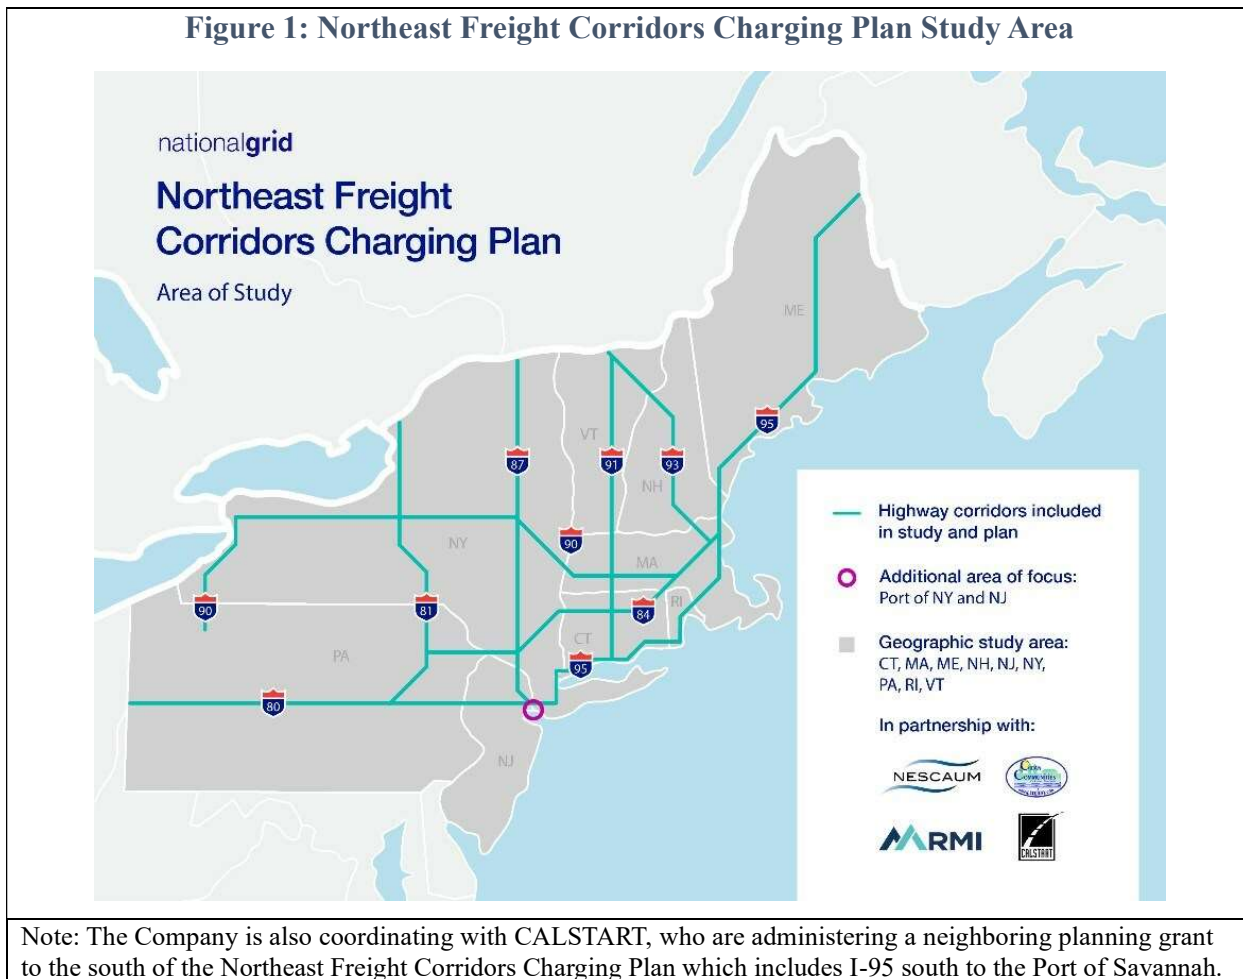 Figure 1: Northeast Freight Corridors Charging Plan Study Area
nationalgrid
Northeast Freight
Corridors Charging Plan
Area of Study
ME
95
VT
87
91
93
NH
NY
90
MA
90
81
84
RI
CT
PA
95
80
NJ
Highway corridors included
in study and plan
Additional area of focus:
Port of NY and NJ
Geographic study area:
CT, MA, ME, NH, NJ, NY,
PA, RI, VT
In partnership with:
NESCAUM
RMI
CALSTART
Note: The Company is also coordinating with CALSTART, who are administering a neighboring planning grant
to the south of the Northeast Freight Corridors Charging Plan which includes I-95 south to the Port of Savannah.